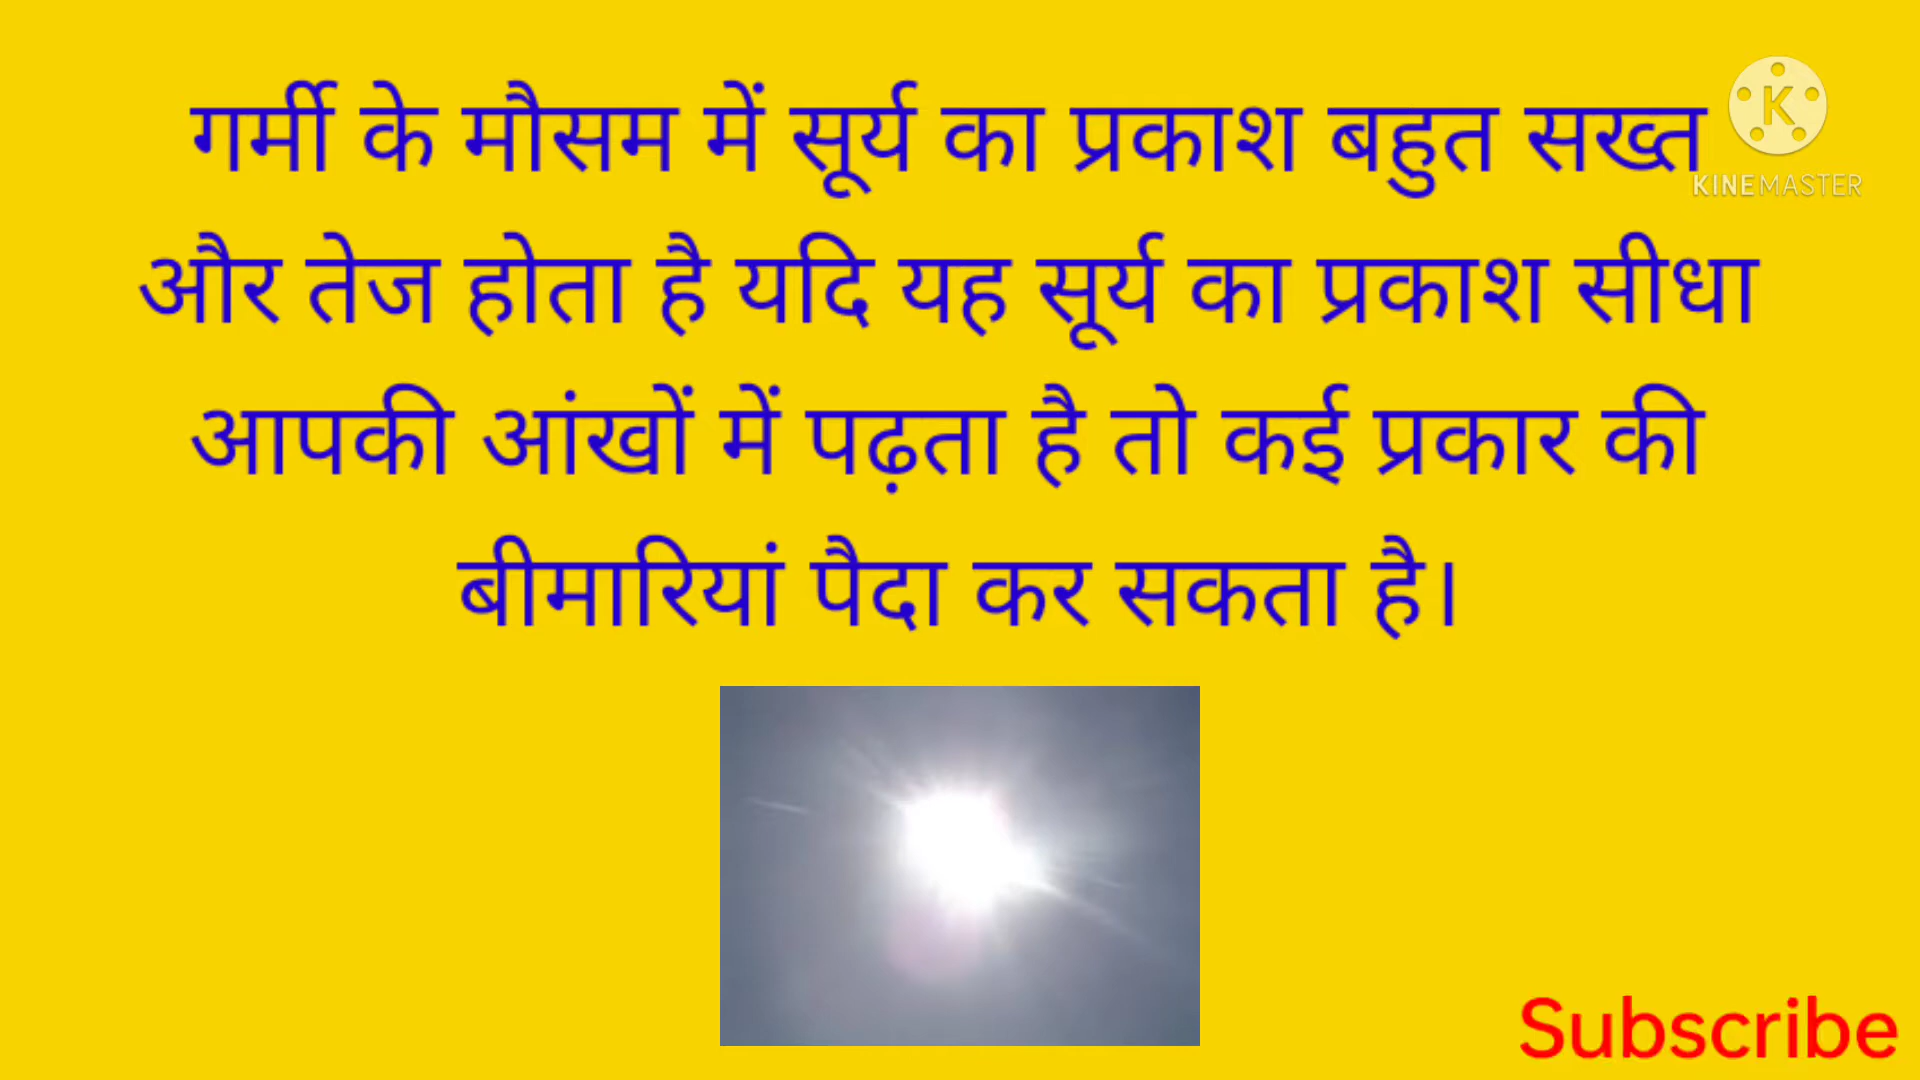 गर्मी के मौसम में सूर्य का प्रकाश बहुत सख्त
और तेज होता है यदि यह सूर्य का प्रकाश सीधा
आपकी आंखों में पढ़ता है तो कई प्रकार की
बीमारियां पैदा कर सकता है।
K
KINEMASTER
Subscribe